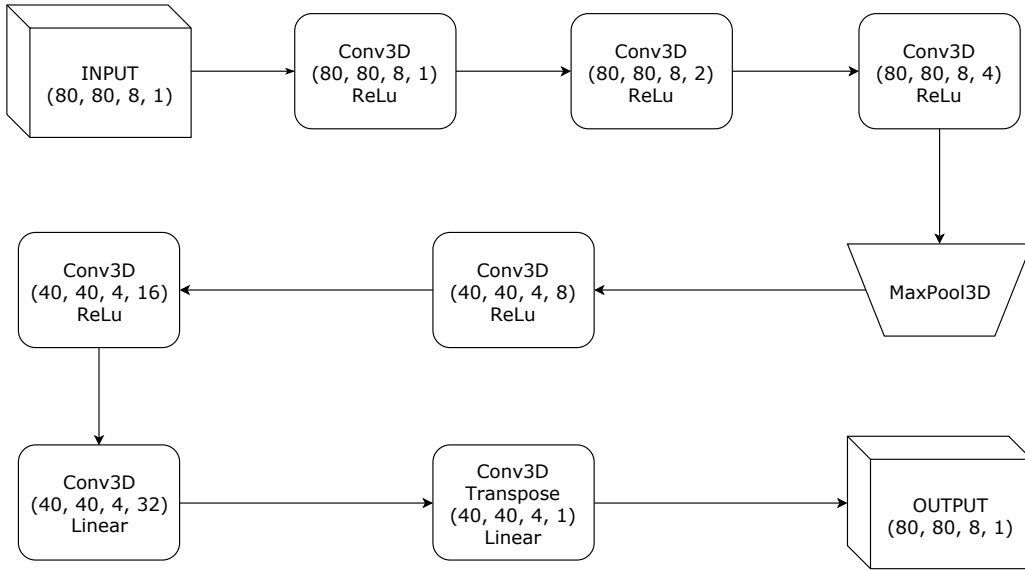 INPUT
(80, 80, 8, 1)
Conv3D
(80, 80, 8, 1)
ReLu
Conv3D
(80, 80, 8, 2)
ReLu
Conv3D
(80, 80, 8, 4)
ReLu
MaxPool3D
Conv3D
(40, 40, 4, 8)
ReLu
Conv3D
(40, 40, 4, 16)
ReLu
Conv3D
(40, 40, 4, 32)
Linear
Conv3D
Transpose
(40, 40, 4, 1)
Linear
OUTPUT
(80, 80, 8, 1)